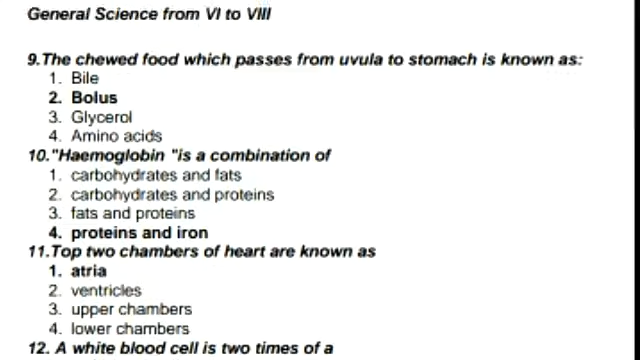 General Science from VI to VIII
9.The chewed food which passes from uvula to stomach is known as:
1. Bile
2. Bolus
3. Glycerol
4. Amino acids
10."Haemoglobin "is a combination of
1. carbohydrates and fats
2. carbohydrates and proteins
3. fats and proteins
4. proteins and iron
11.Top two chambers of heart are known as
1. atria
2. ventricles
3. upper chambers
4. lower chambers
12. A white blood cell is two times of a